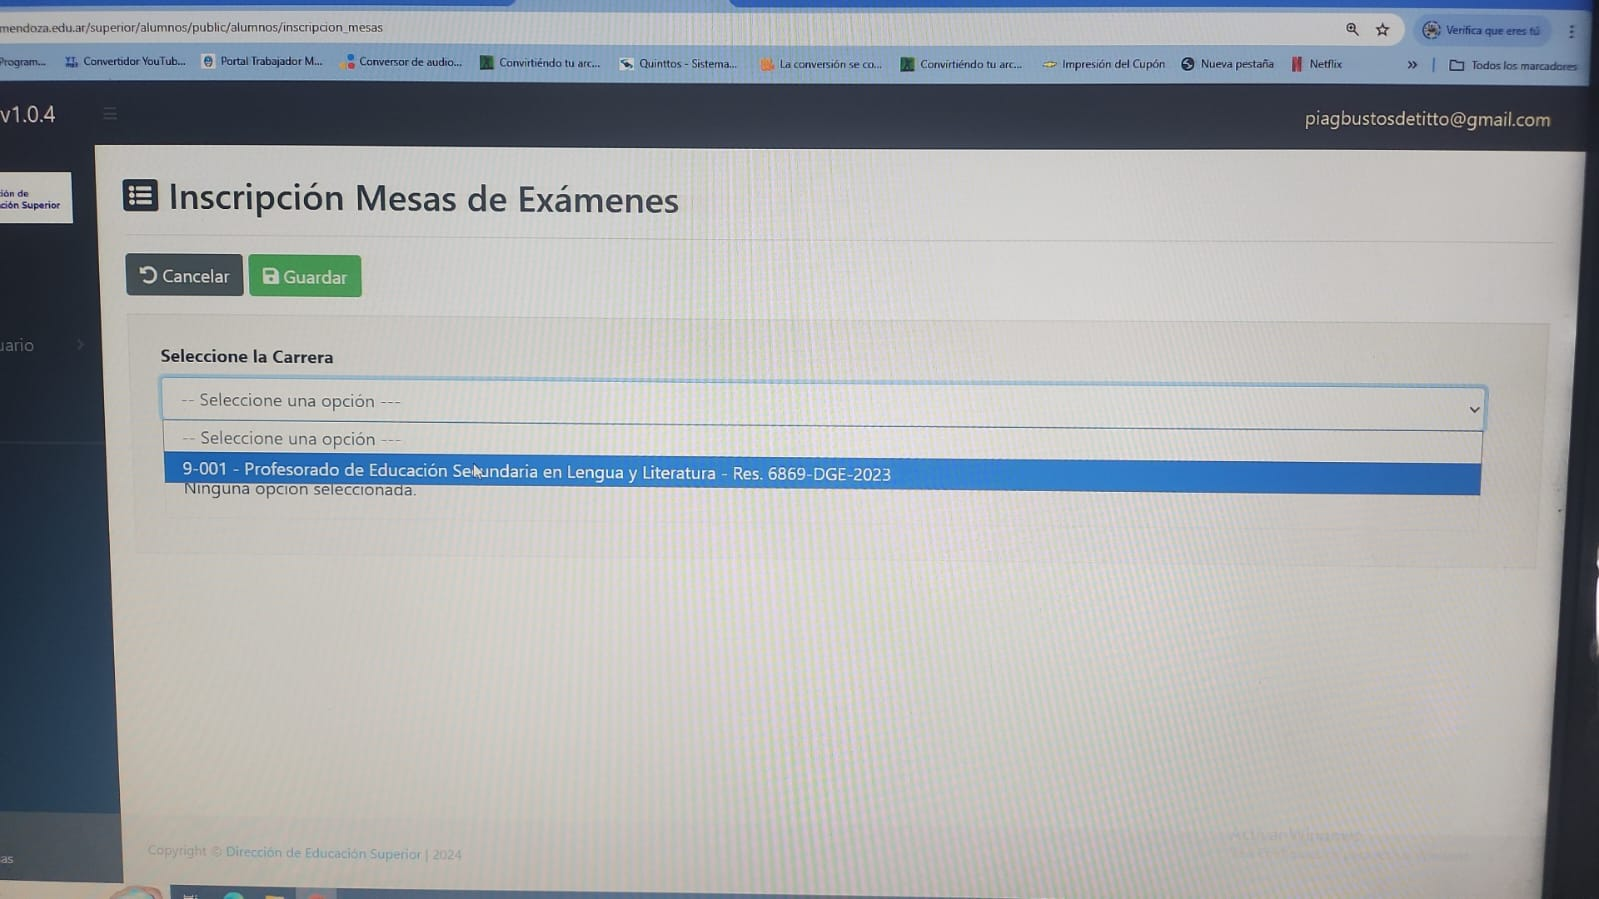 mendoza.edu.ar/superior/alumnos/public/alumnos/inscripcion_mesas
Verifica que eres tú
Program...
Convertidor YouTub...
Portal Trabajador M...
Conversor de audio...
Convirtiéndo tu arc...
Quinttos - Sistema...
La conversión se co...
Convirtiéndo tu arc...
Impresión del Cupón
Nueva pestaña
Netflix
»
Todos los marcadores
v1.0.4
piagbustosdetitto@gmail.com
ión de
ción Superior
Inscripción Mesas de Exámenes
Cancelar
Guardar
uario
Seleccione la Carrera
-- Seleccione una opción ---
-- Seleccione una opción ---
9-001 - Profesorado de Educación Secundaria en Lengua y Literatura - Res. 6869-DGE-2023
Ninguna opción seleccionada.
Activar Windows
Copyright © Dirección de Educación Superior | 2024
as